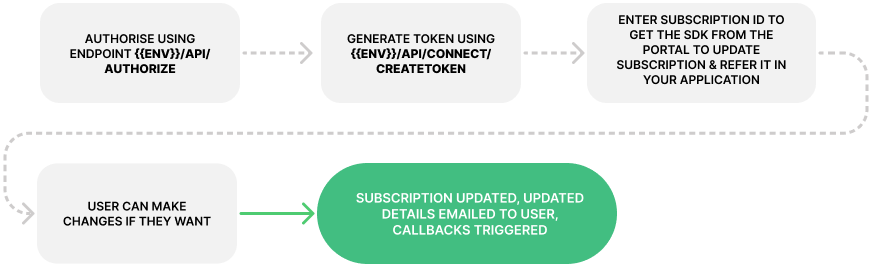 AUTHORISE USING
ENDPOINT {{ENV}}/API/
AUTHORIZE
GENERATE TOKEN USING
{{ENV}}/API/CONNECT/
CREATETOKEN
ENTER SUBSCRIPTION ID TO
GET THE SDK FROM THE
PORTAL TO UPDATE
SUBSCRIPTION & REFER IT IN
YOUR APPLICATION
USER CAN MAKE
CHANGES IF THEY WANT
SUBSCRIPTION UPDATED, UPDATED
DETAILS EMAILED TO USER,
CALLBACKS TRIGGERED